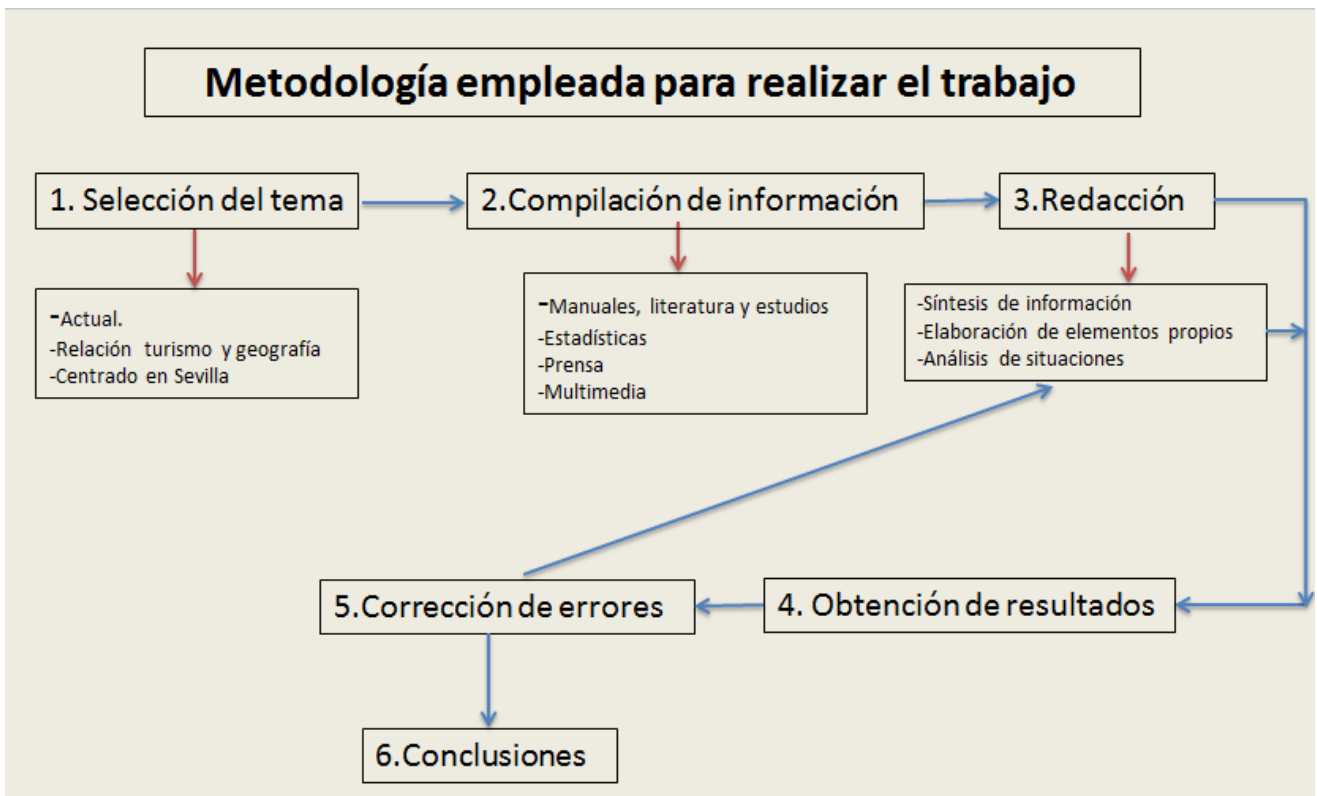 Metodología empleada para realizar el trabajo
1. Selección del tema
2.Compilación de información
3.Redacción
-Actual.
-Relación turismo y geografía
-Centrado en Sevilla
-Manuales, literatura y estudios
-Estadísticas
-Prensa
-Multimedia
-Síntesis de información
-Elaboración de elementos propios
-Análisis de situaciones
4. Obtención de resultados
5.Corrección de errores
6.Conclusiones